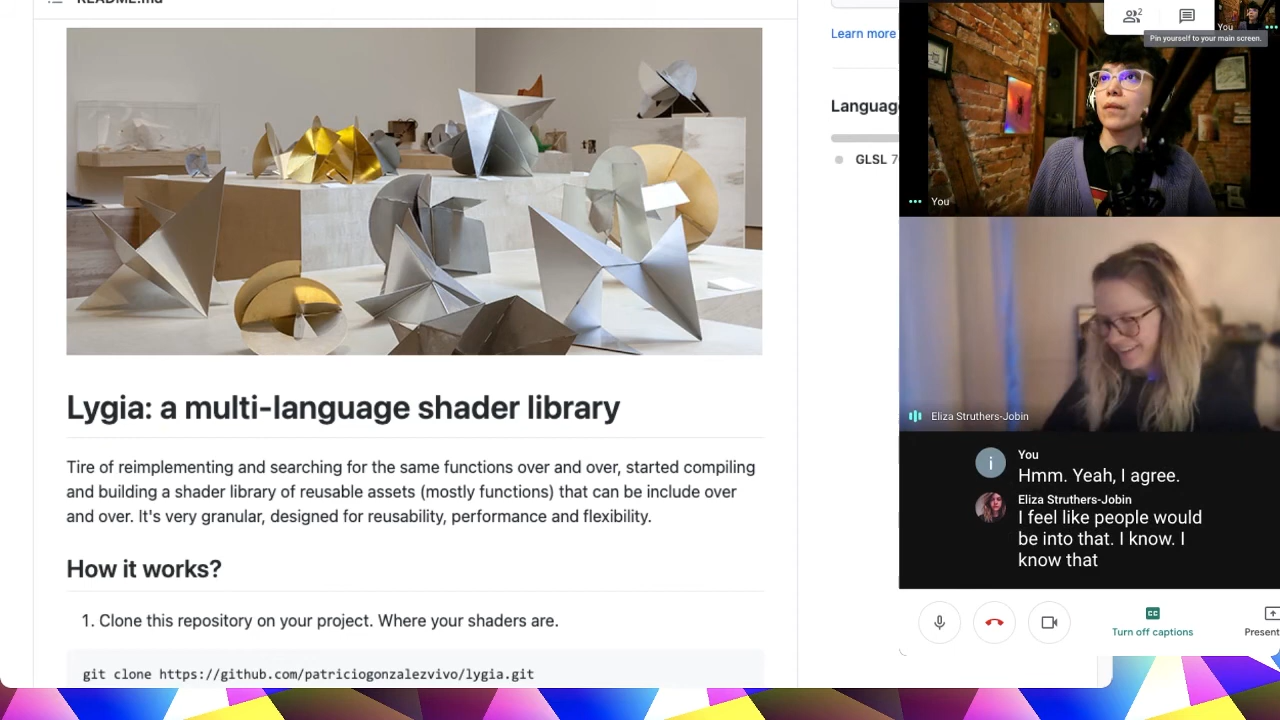 README.md
Lygia: a multi-language shader library
Tire of reimplementing and searching for the same functions over and over, started compiling
and building a shader library of reusable assets (mostly functions) that can be include over
and over. It's very granular, designed for reusability, performance and flexibility.
How it works?
1. Clone this repository on your project. Where your shaders are.
git clone https://github.com/patriciogonzalezvivo/lygia.git
Learn more
Languag
GLSL 7
2
You
Pin yourself to your main screen.
You
Eliza Struthers-Jobin
i
You
Hmm. Yeah, I agree.
Eliza Struthers-Jobin
I feel like people would
be into that. I know. I
know that
CC
Turn off captions
Present